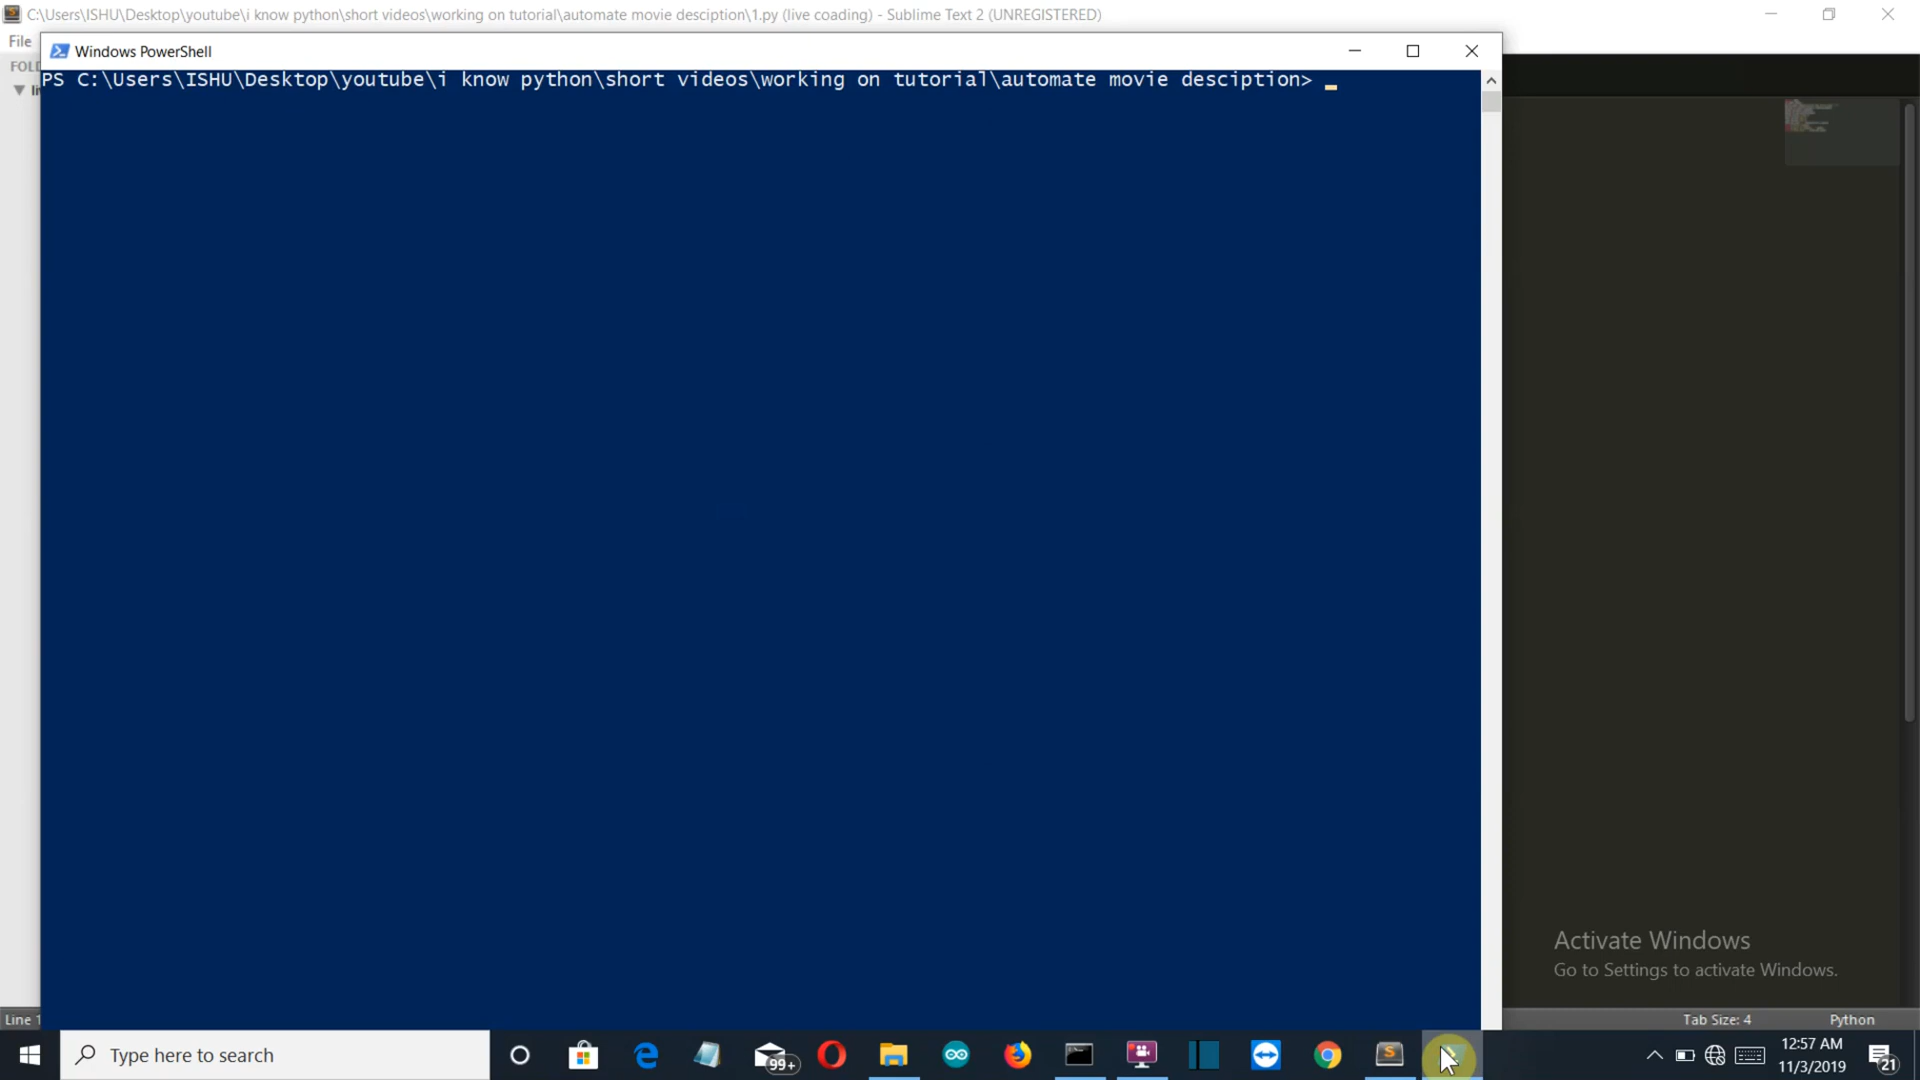 C:\Users\ISHU\Desktop\youtube\i know python\short videos\working on tutorial\automate movie desciption\1.py (live coading) - Sublime Text 2 (UNREGISTERED)
File
Windows PowerShell
PS C:\Users\ISHU\Desktop\youtube\i know python\short videos\working on tutorial\automate movie desciption>
Activate Windows
Go to Settings to activate Windows.
Tab Size: 4
Python
Type here to search
99+
12:57 AM
11/3/2019
21